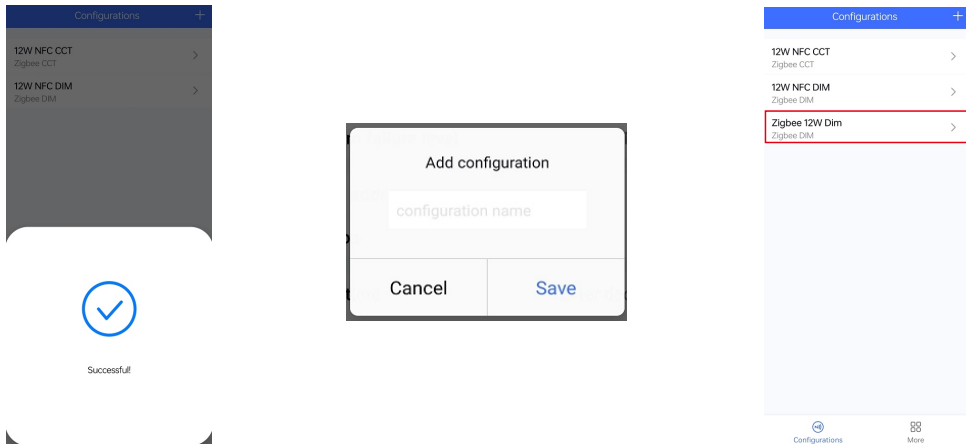 Configurations +
12W NFC CCT
Zigbee CCT
12W NFC DIM
Zigbee DIM
Successful!
Add configuration
configuration name
Cancel
Save
Configurations +
12W NFC CCT
Zigbee CCT
12W NFC DIM
Zigbee DIM
Zigbee 12W Dim
Zigbee DIM
Configurations
More